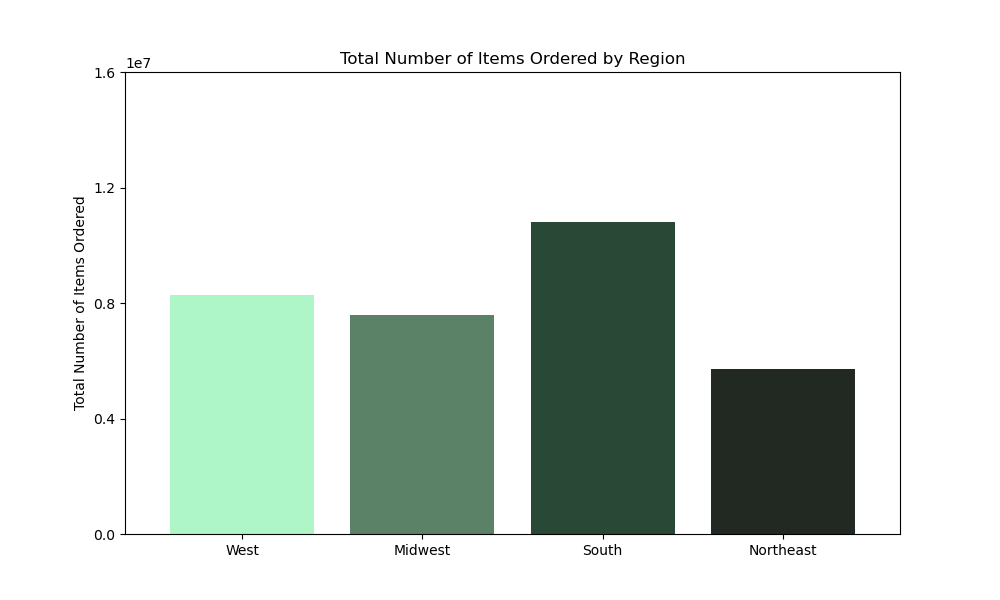 Total Number of Items Ordered by Region
1e7
1.6
1.2
0.8
0.4
0.0
Total Number of Items Ordered
West
Midwest
South
Northeast